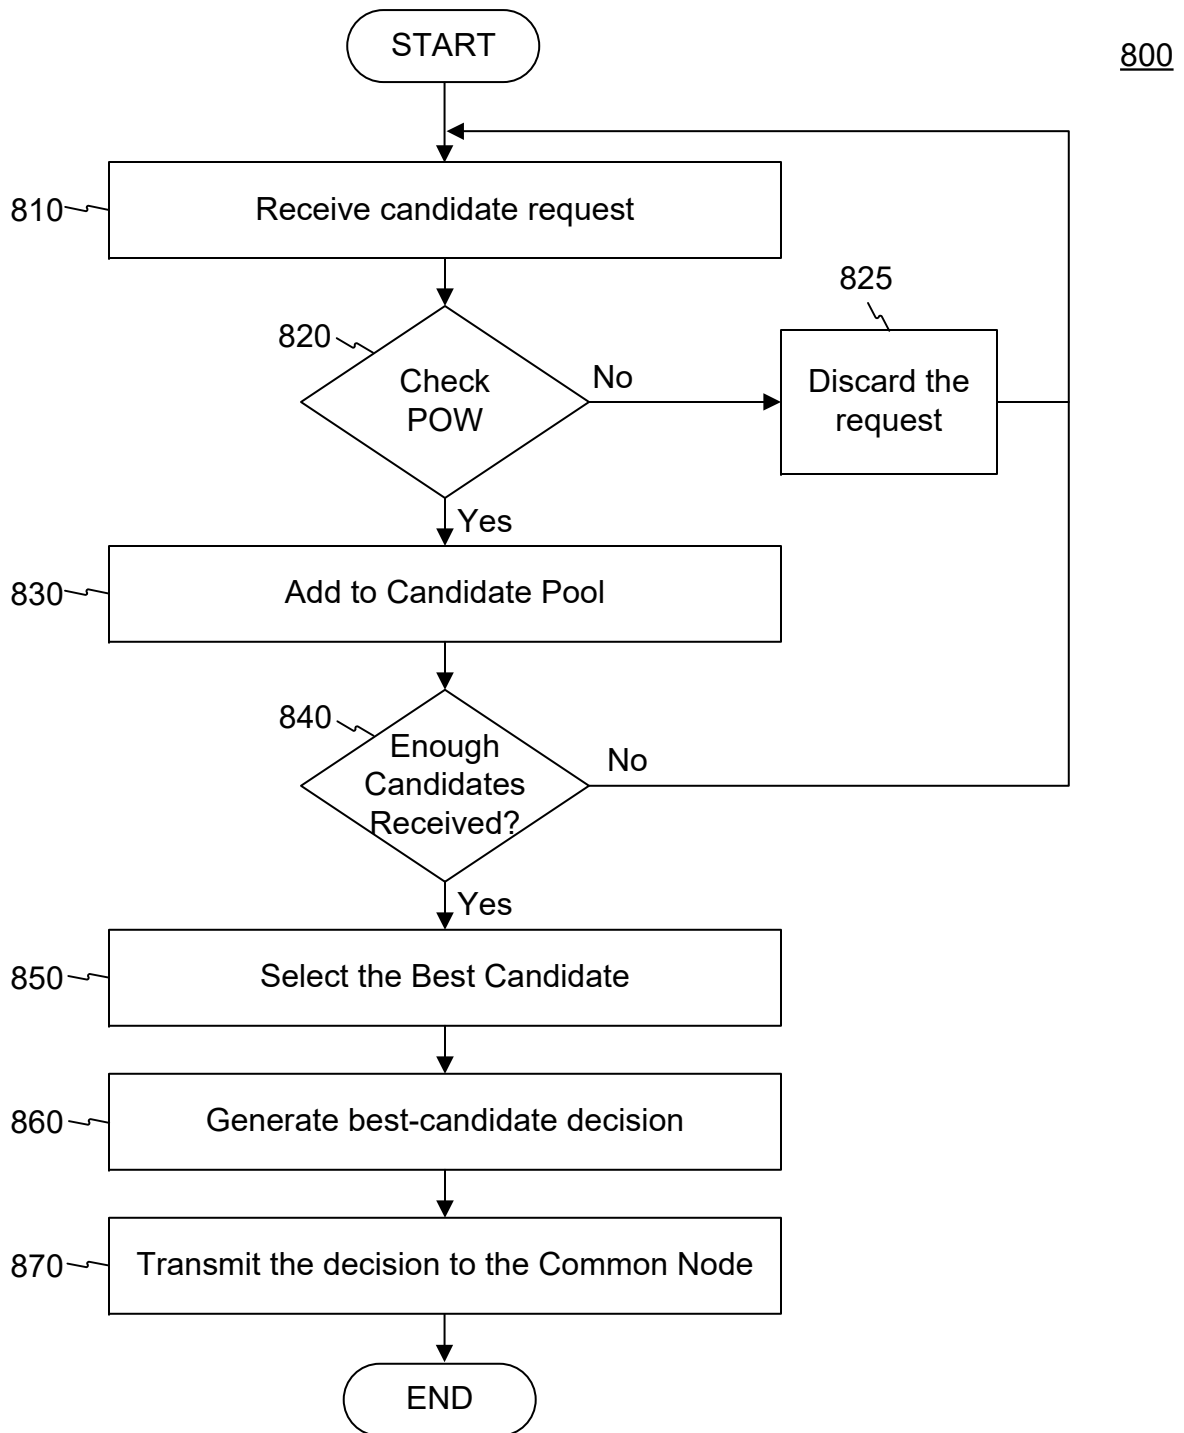 START
800
810
Receive candidate request
825
820
Check
POW
No
Discard the
request
Yes
830
Add to Candidate Pool
840
Enough
Candidates
Received?
No
Yes
850
Select the Best Candidate
860
Generate best-candidate decision
870
Transmit the decision to the Common Node
END